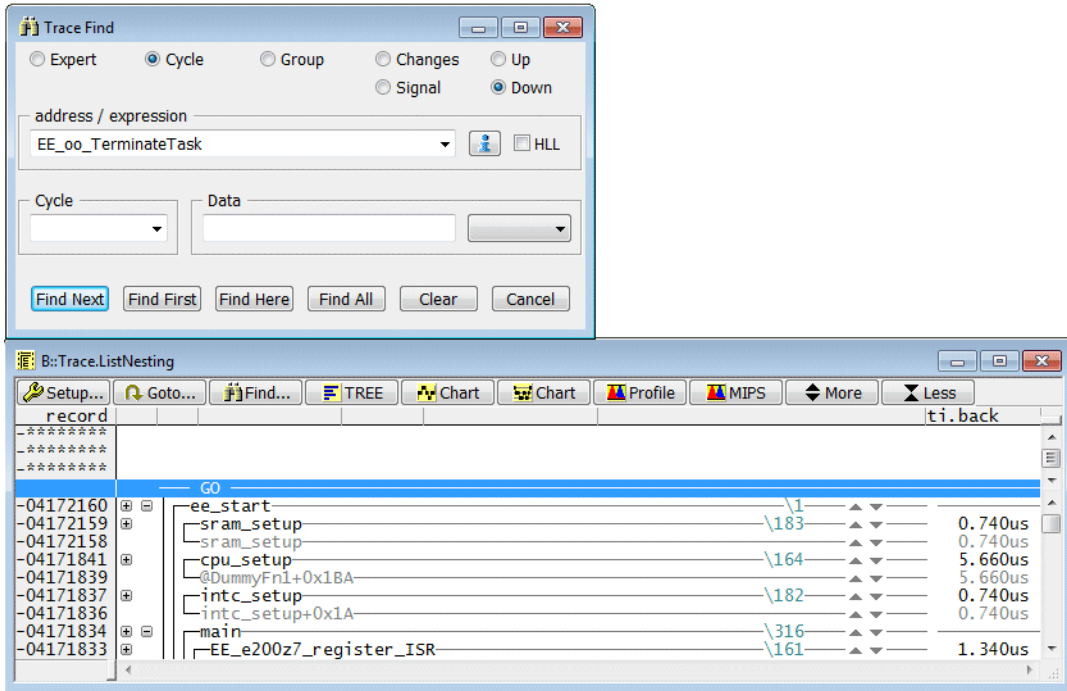 Trace Find
Expert Cycle Group Changes Up
Signal Down
address / expression
EE_oo_TerminateTask HLL
Cycle Data
Find Next Find First Find Here Find All Clear Cancel
B::Trace.ListNesting
Setup... Goto... Find... TREE Chart Chart Profile MIPS More Less
record ti.back
-********
-********
-********
GO
-04172160 ee_start \1
-04172159 sram_setup \183 0.740us
-04172158 sram_setup 0.740us
-04171841 cpu_setup \164 5.660us
-04171839 @DummyFn1+0x1BA 5.660us
-04171837 intc_setup \182 0.740us
-04171836 intc_setup+0x1A 0.740us
-04171834 main \316
-04171833 EE_e200z7_register_ISR \161 1.340us